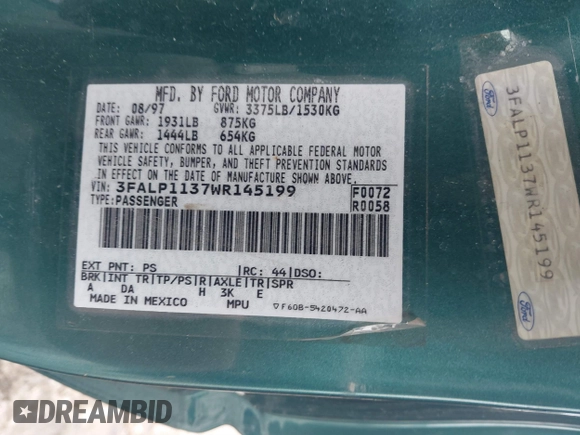 MFD. BY FORD MOTOR COMPANY
DATE: 08/97 GVWR: 3375LB/1530KG
FRONT GAWR: 1931LB 875KG
REAR GAWR: 1444LB 654KG
THIS VEHICLE CONFORMS TO ALL APPLICABLE FEDERAL MOTOR
VEHICLE SAFETY, BUMPER, AND THEFT PREVENTION STANDARDS
IN EFFECT ON THE DATE OF MANUFACTURE SHOWN ABOVE.
VIN: 3FALP1137WR145199 F0072
TYPE: PASSENGER R0058
EXT PNT: PS |RC: 44|DSO:
BRK|INT TR|TP/PS|R|AXLE|TR|SPR
A DA H 3K E
MADE IN MEXICO MPU ▽F60B-5420472-AA
Ford
3FALP1137WR145199
Ford
DREAMBID